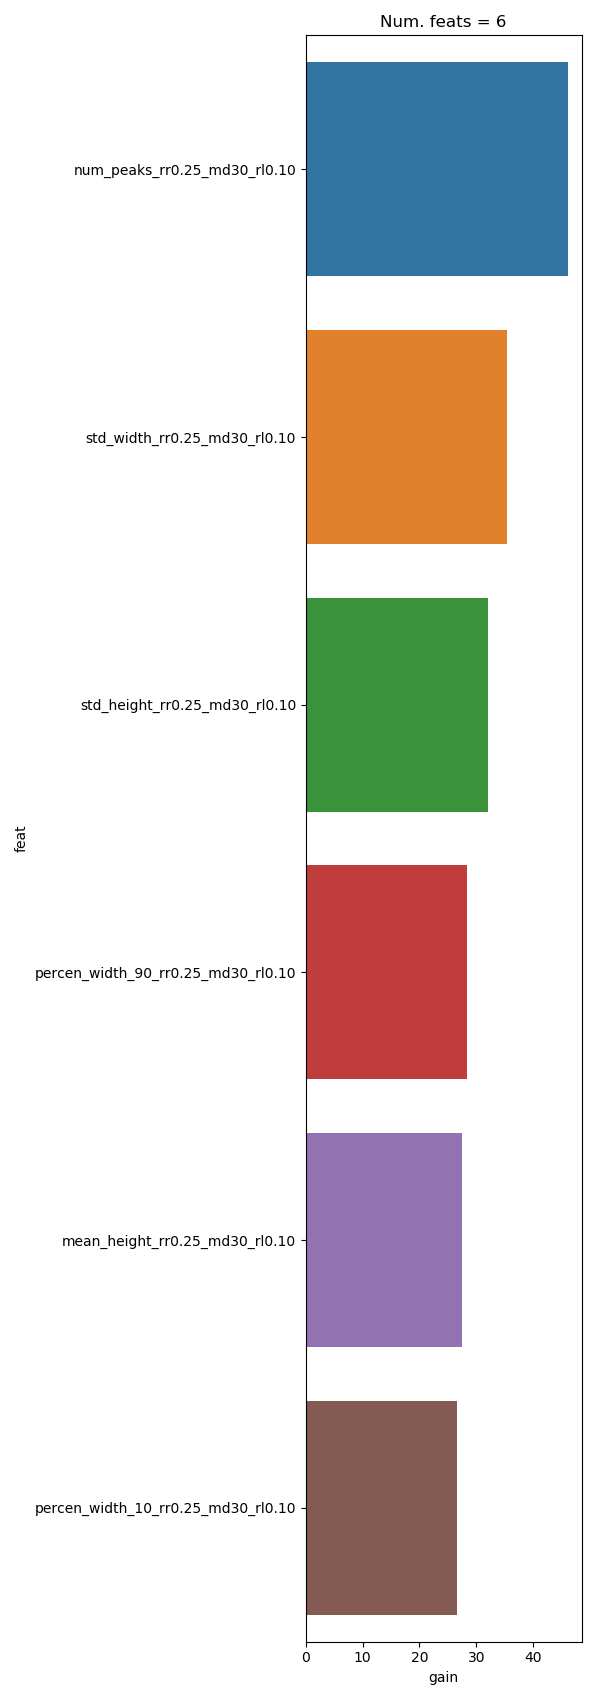 Num. feats = 6
num_peaks_rr0.25_md30_rl0.10
std_width_rr0.25_md30_rl0.10
std_height_rr0.25_md30_rl0.10
feat
percen_width_90_rr0.25_md30_rl0.10
mean_height_rr0.25_md30_rl0.10
percen_width_10_rr0.25_md30_rl0.10
0 10 20 30 40
gain